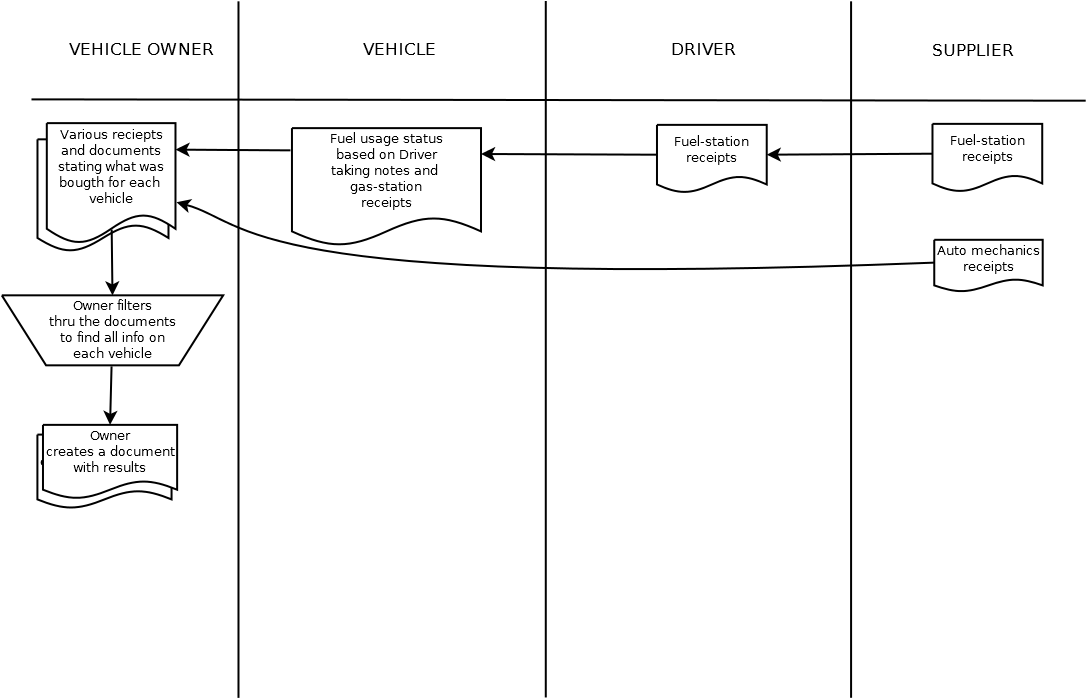 VEHICLE OWNER
VEHICLE
DRIVER
SUPPLIER
Various reciepts
and documents
stating what was
bougth for each
vehicle
Fuel usage status
based on Driver
taking notes and
gas-station
receipts
Fuel-station
receipts
Fuel-station
receipts
Auto mechanics
receipts
Owner filters
thru the documents
to find all info on
each vehicle
Owner
creates a document
with results